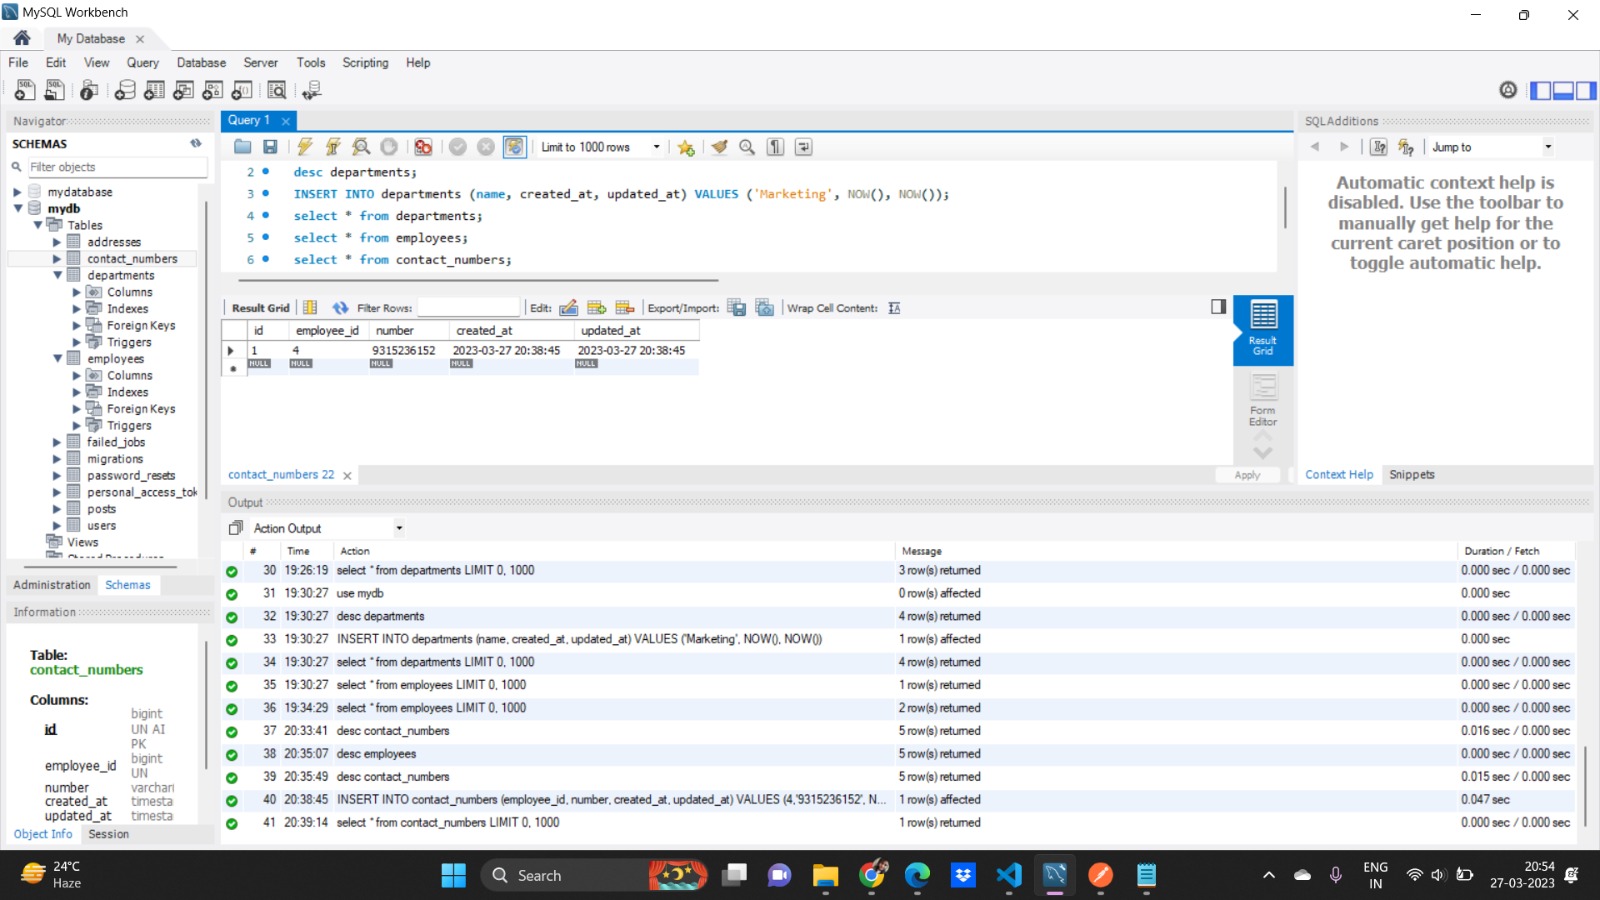 MySQL Workbench
My Database
File Edit View Query Database Server Tools Scripting Help
Navigator
SCHEMAS
Filter objects
mydatabase
mydb
Tables
addresses
contact_numbers
departments
Columns
Indexes
Foreign Keys
Triggers
employees
Columns
Indexes
Foreign Keys
Triggers
failed_jobs
migrations
password_resets
personal_access_tok
posts
users
Views
Administration Schemas
Information
Table:
contact_numbers
Columns:
id bigint UN AI PK
employee_id bigint UN
number varchar(
created_at timesta
updated_at timesta
Object Info Session
Query 1
Limit to 1000 rows
2 desc departments;
3 INSERT INTO departments (name, created_at, updated_at) VALUES ('Marketing', NOW(), NOW());
4 select * from departments;
5 select * from employees;
6 select * from contact_numbers;
Result Grid Filter Rows: Edit: Export/Import: Wrap Cell Content:
id employee_id number created_at updated_at
1 4 9315236152 2023-03-27 20:38:45 2023-03-27 20:38:45
NULL NULL NULL NULL NULL
Result Grid
Form Editor
contact_numbers 22
Apply
SQLAdditions
Jump to
Automatic context help is
disabled. Use the toolbar to
manually get help for the
current caret position or to
toggle automatic help.
Context Help Snippets
Output
Action Output
# Time Action Message Duration / Fetch
30 19:26:19 select * from departments LIMIT 0, 1000 3 row(s) returned 0.000 sec / 0.000 sec
31 19:30:27 use mydb 0 row(s) affected 0.000 sec
32 19:30:27 desc departments 4 row(s) returned 0.000 sec / 0.000 sec
33 19:30:27 INSERT INTO departments (name, created_at, updated_at) VALUES ('Marketing', NOW(), NOW()) 1 row(s) affected 0.000 sec
34 19:30:27 select * from departments LIMIT 0, 1000 4 row(s) returned 0.000 sec / 0.000 sec
35 19:30:27 select * from employees LIMIT 0, 1000 1 row(s) returned 0.000 sec / 0.000 sec
36 19:34:29 select * from employees LIMIT 0, 1000 2 row(s) returned 0.000 sec / 0.000 sec
37 20:33:41 desc contact_numbers 5 row(s) returned 0.016 sec / 0.000 sec
38 20:35:07 desc employees 5 row(s) returned 0.000 sec / 0.000 sec
39 20:35:49 desc contact_numbers 5 row(s) returned 0.015 sec / 0.000 sec
40 20:38:45 INSERT INTO contact_numbers (employee_id, number, created_at, updated_at) VALUES (4,'9315236152', N... 1 row(s) affected 0.047 sec
41 20:39:14 select * from contact_numbers LIMIT 0, 1000 1 row(s) returned 0.000 sec / 0.000 sec
24°C
Haze
Search
ENG
IN
20:54
27-03-2023